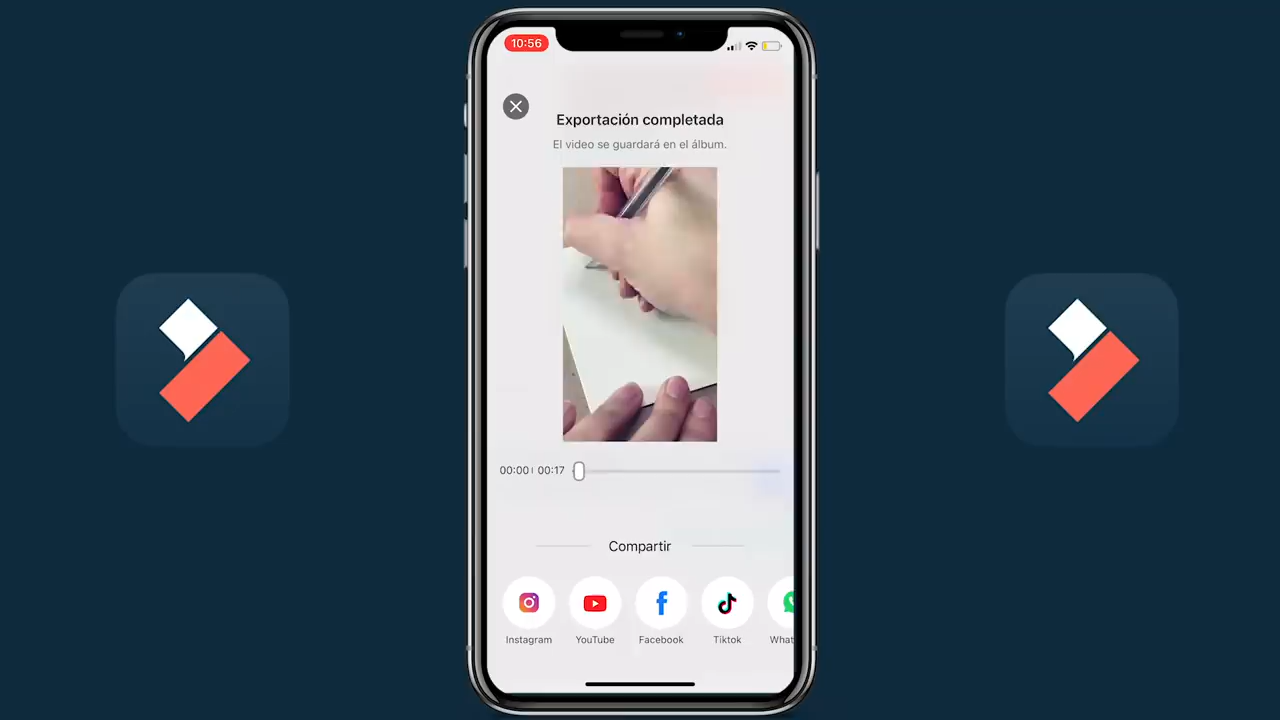 10:56
Exportación completada
El video se guardará en el álbum.
00:00 | 00:17
Compartir
Instagram
YouTube
Facebook
Tiktok
What